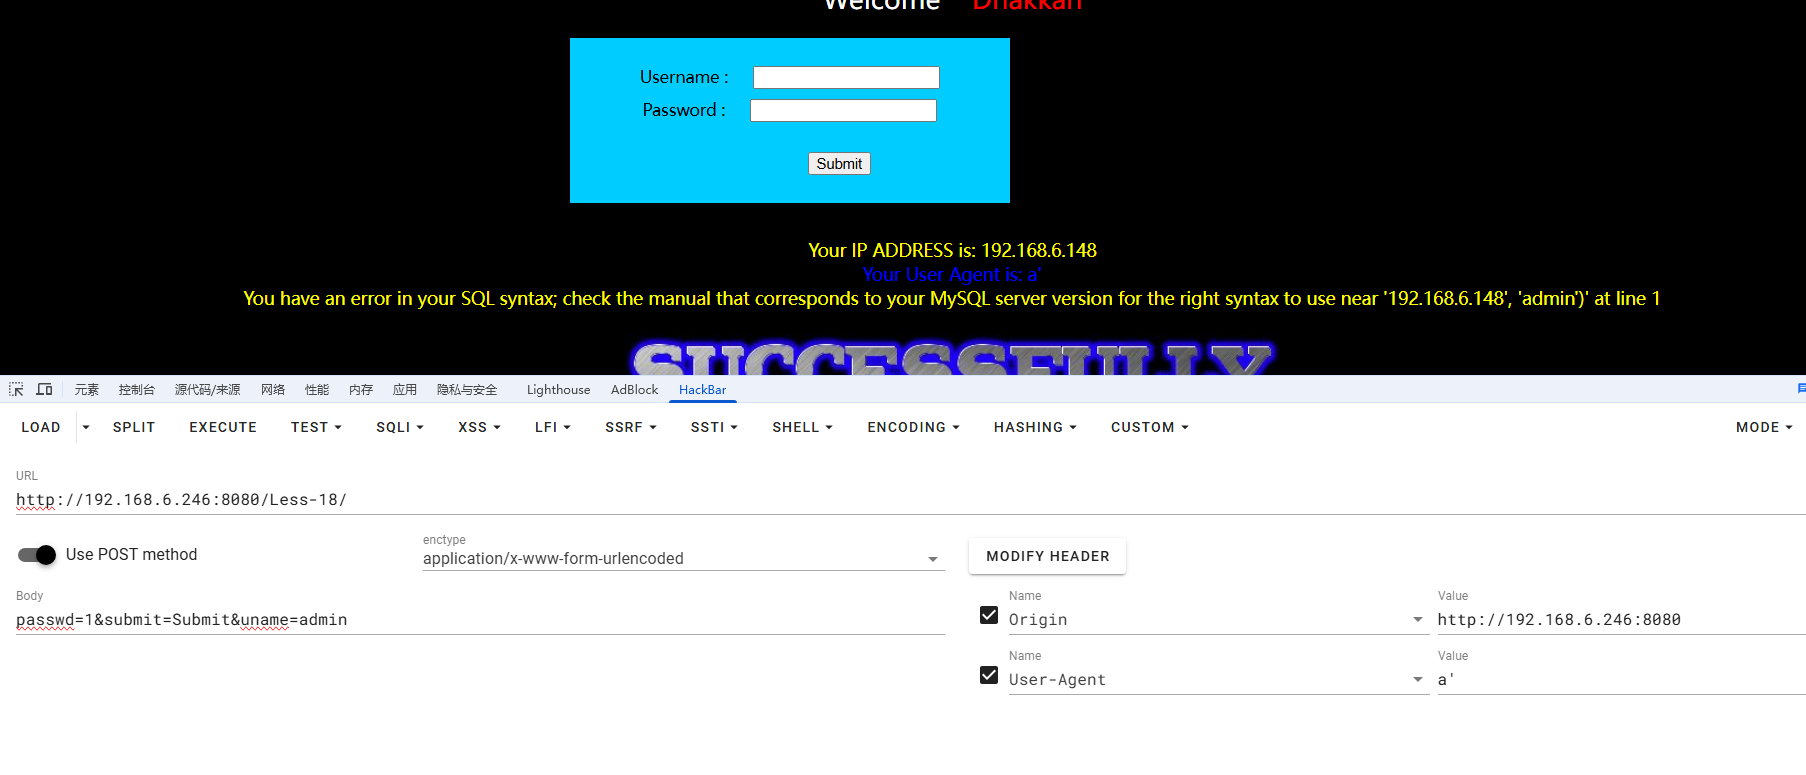 Welcome Dhakkan
Username :
Password :
Submit
Your IP ADDRESS is: 192.168.6.148
Your User Agent is: a'
You have an error in your SQL syntax; check the manual that corresponds to your MySQL server version for the right syntax to use near '192.168.6.148', 'admin')' at line 1
SUCCESSFULLY
元素 控制台 源代码/来源 网络 性能 内存 应用 隐私与安全 Lighthouse AdBlock HackBar
LOAD SPLIT EXECUTE TEST SQLI XSS LFI SSRF SSTI SHELL ENCODING HASHING CUSTOM MODE
URL
http://192.168.6.246:8080/Less-18/
Use POST method
enctype
application/x-www-form-urlencoded
MODIFY HEADER
Body
passwd=1&submit=Submit&uname=admin
Name Value
Origin http://192.168.6.246:8080
Name Value
User-Agent a'